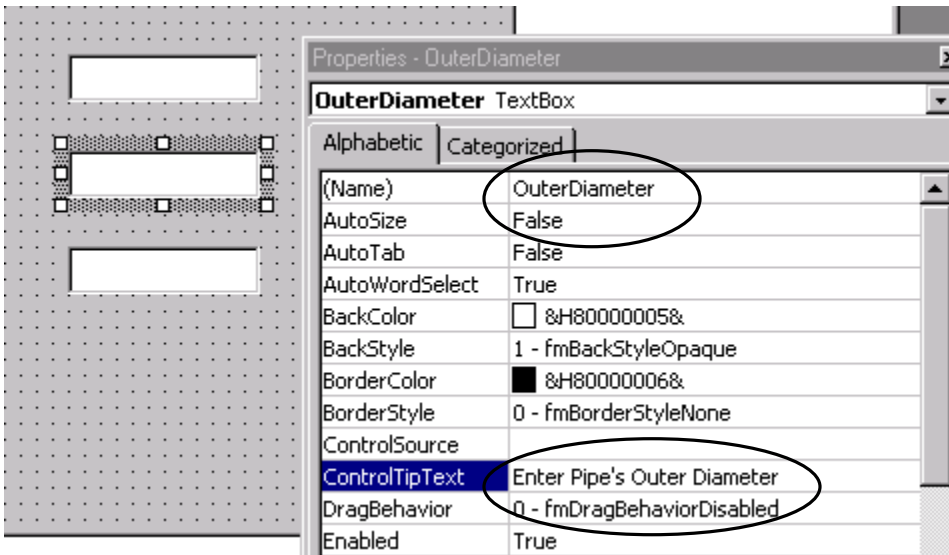 Properties - OuterDiameter
OuterDiameter TextBox
Alphabetic Categorized
(Name) OuterDiameter
AutoSize False
AutoTab False
AutoWordSelect True
BackColor &H80000005&
BackStyle 1 - fmBackStyleOpaque
BorderColor &H80000006&
BorderStyle 0 - fmBorderStyleNone
ControlSource
ControlTipText Enter Pipe's Outer Diameter
DragBehavior 0 - fmDragBehaviorDisabled
Enabled True